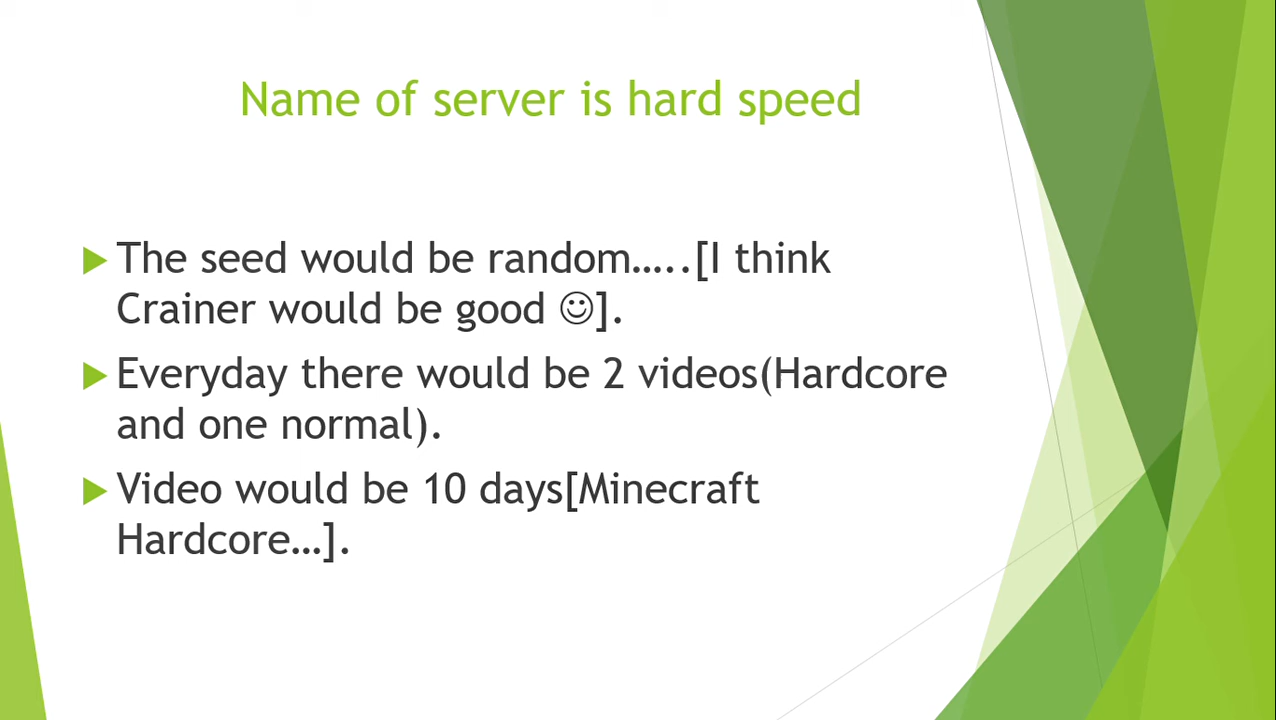 Name of server is hard speed
The seed would be random…..[I think
Crainer would be good ☺].
Everyday there would be 2 videos(Hardcore
and one normal).
Video would be 10 days[Minecraft
Hardcore…].